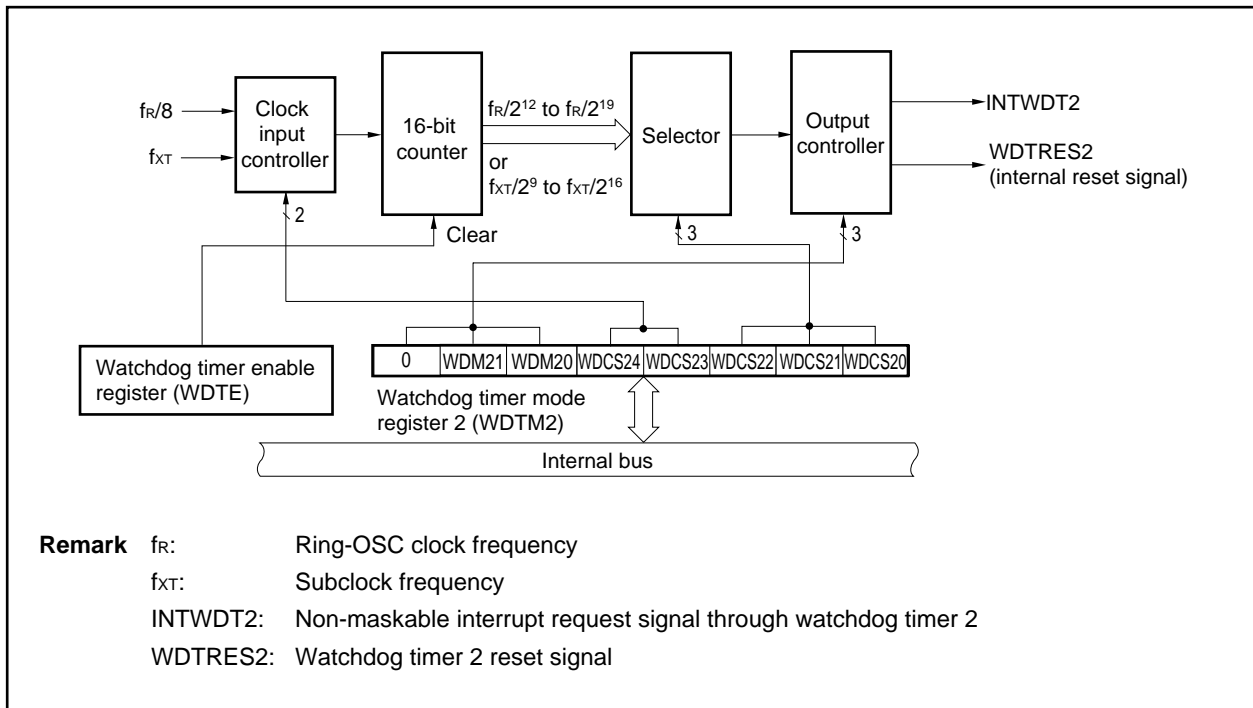 fR/8
fXT
Clock
input
controller
2
16-bit
counter
Clear
fR/2¹² to fR/2¹⁹
or
fXT/2⁹ to fXT/2¹⁶
Selector
3
Output
controller
3
INTWDT2
WDTRES2
(internal reset signal)
Watchdog timer enable
register (WDTE)
0 WDM21 WDM20 WDCS24 WDCS23 WDCS22 WDCS21 WDCS20
Watchdog timer mode
register 2 (WDTM2)
Internal bus
Remark fR: Ring-OSC clock frequency
fXT: Subclock frequency
INTWDT2: Non-maskable interrupt request signal through watchdog timer 2
WDTRES2: Watchdog timer 2 reset signal